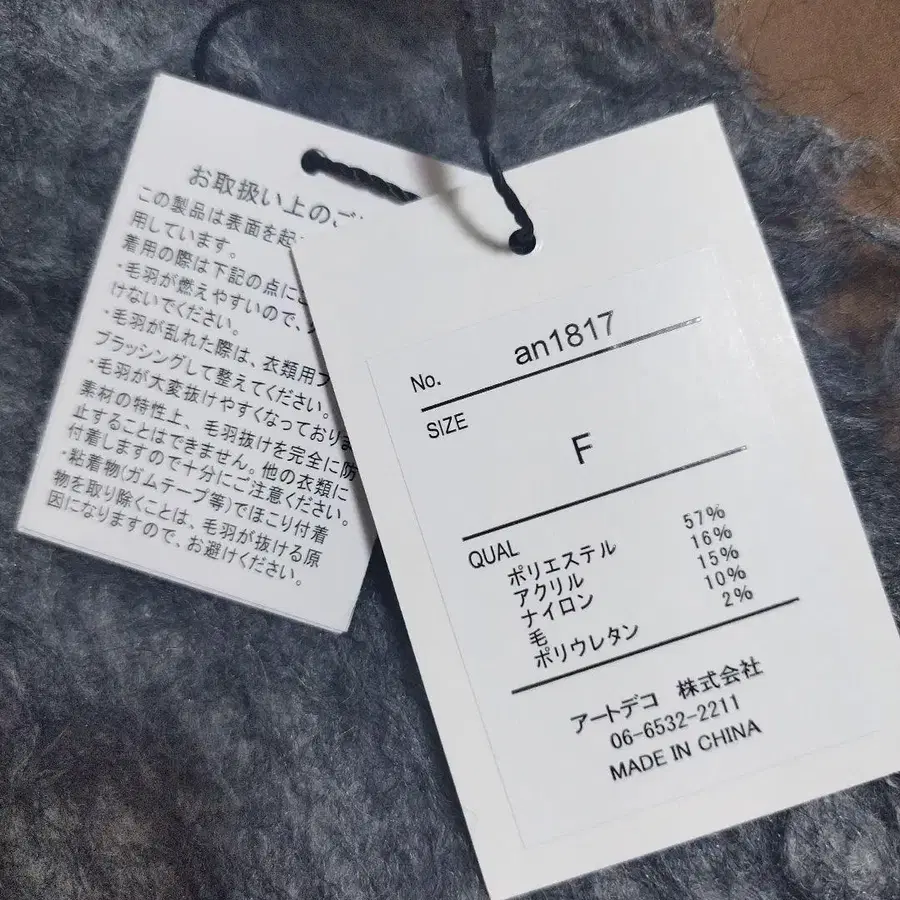 お取扱い上のご
この製品は表面を起
用しています。
着用の際は下記の点に
・毛羽が燃えやすいので、
けないでください。
・毛羽が乱れた際は、衣類用ブ
ブラッシングして整えてください。
・毛羽が大変抜けやすくなっておりま
素材の特性上、毛羽抜けを完全に防
止することはできません。他の衣類に
付着しますので十分にご注意ください。
・粘着物(ガムテープ等)でほこり付着
物を取り除くことは、毛羽が抜ける原
因になりますので、お避けください。
No. an1817
SIZE
F
QUAL
ポリエステル 57%
アクリル 16%
ナイロン 15%
毛 10%
ポリウレタン 2%
アートデコ 株式会社
06-6532-2211
MADE IN CHINA